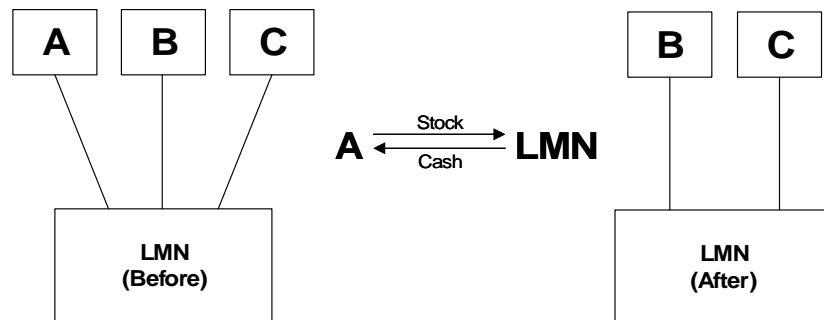 A B C
B C
Stock
A LMN
Cash
LMN
(Before)
LMN
(After)